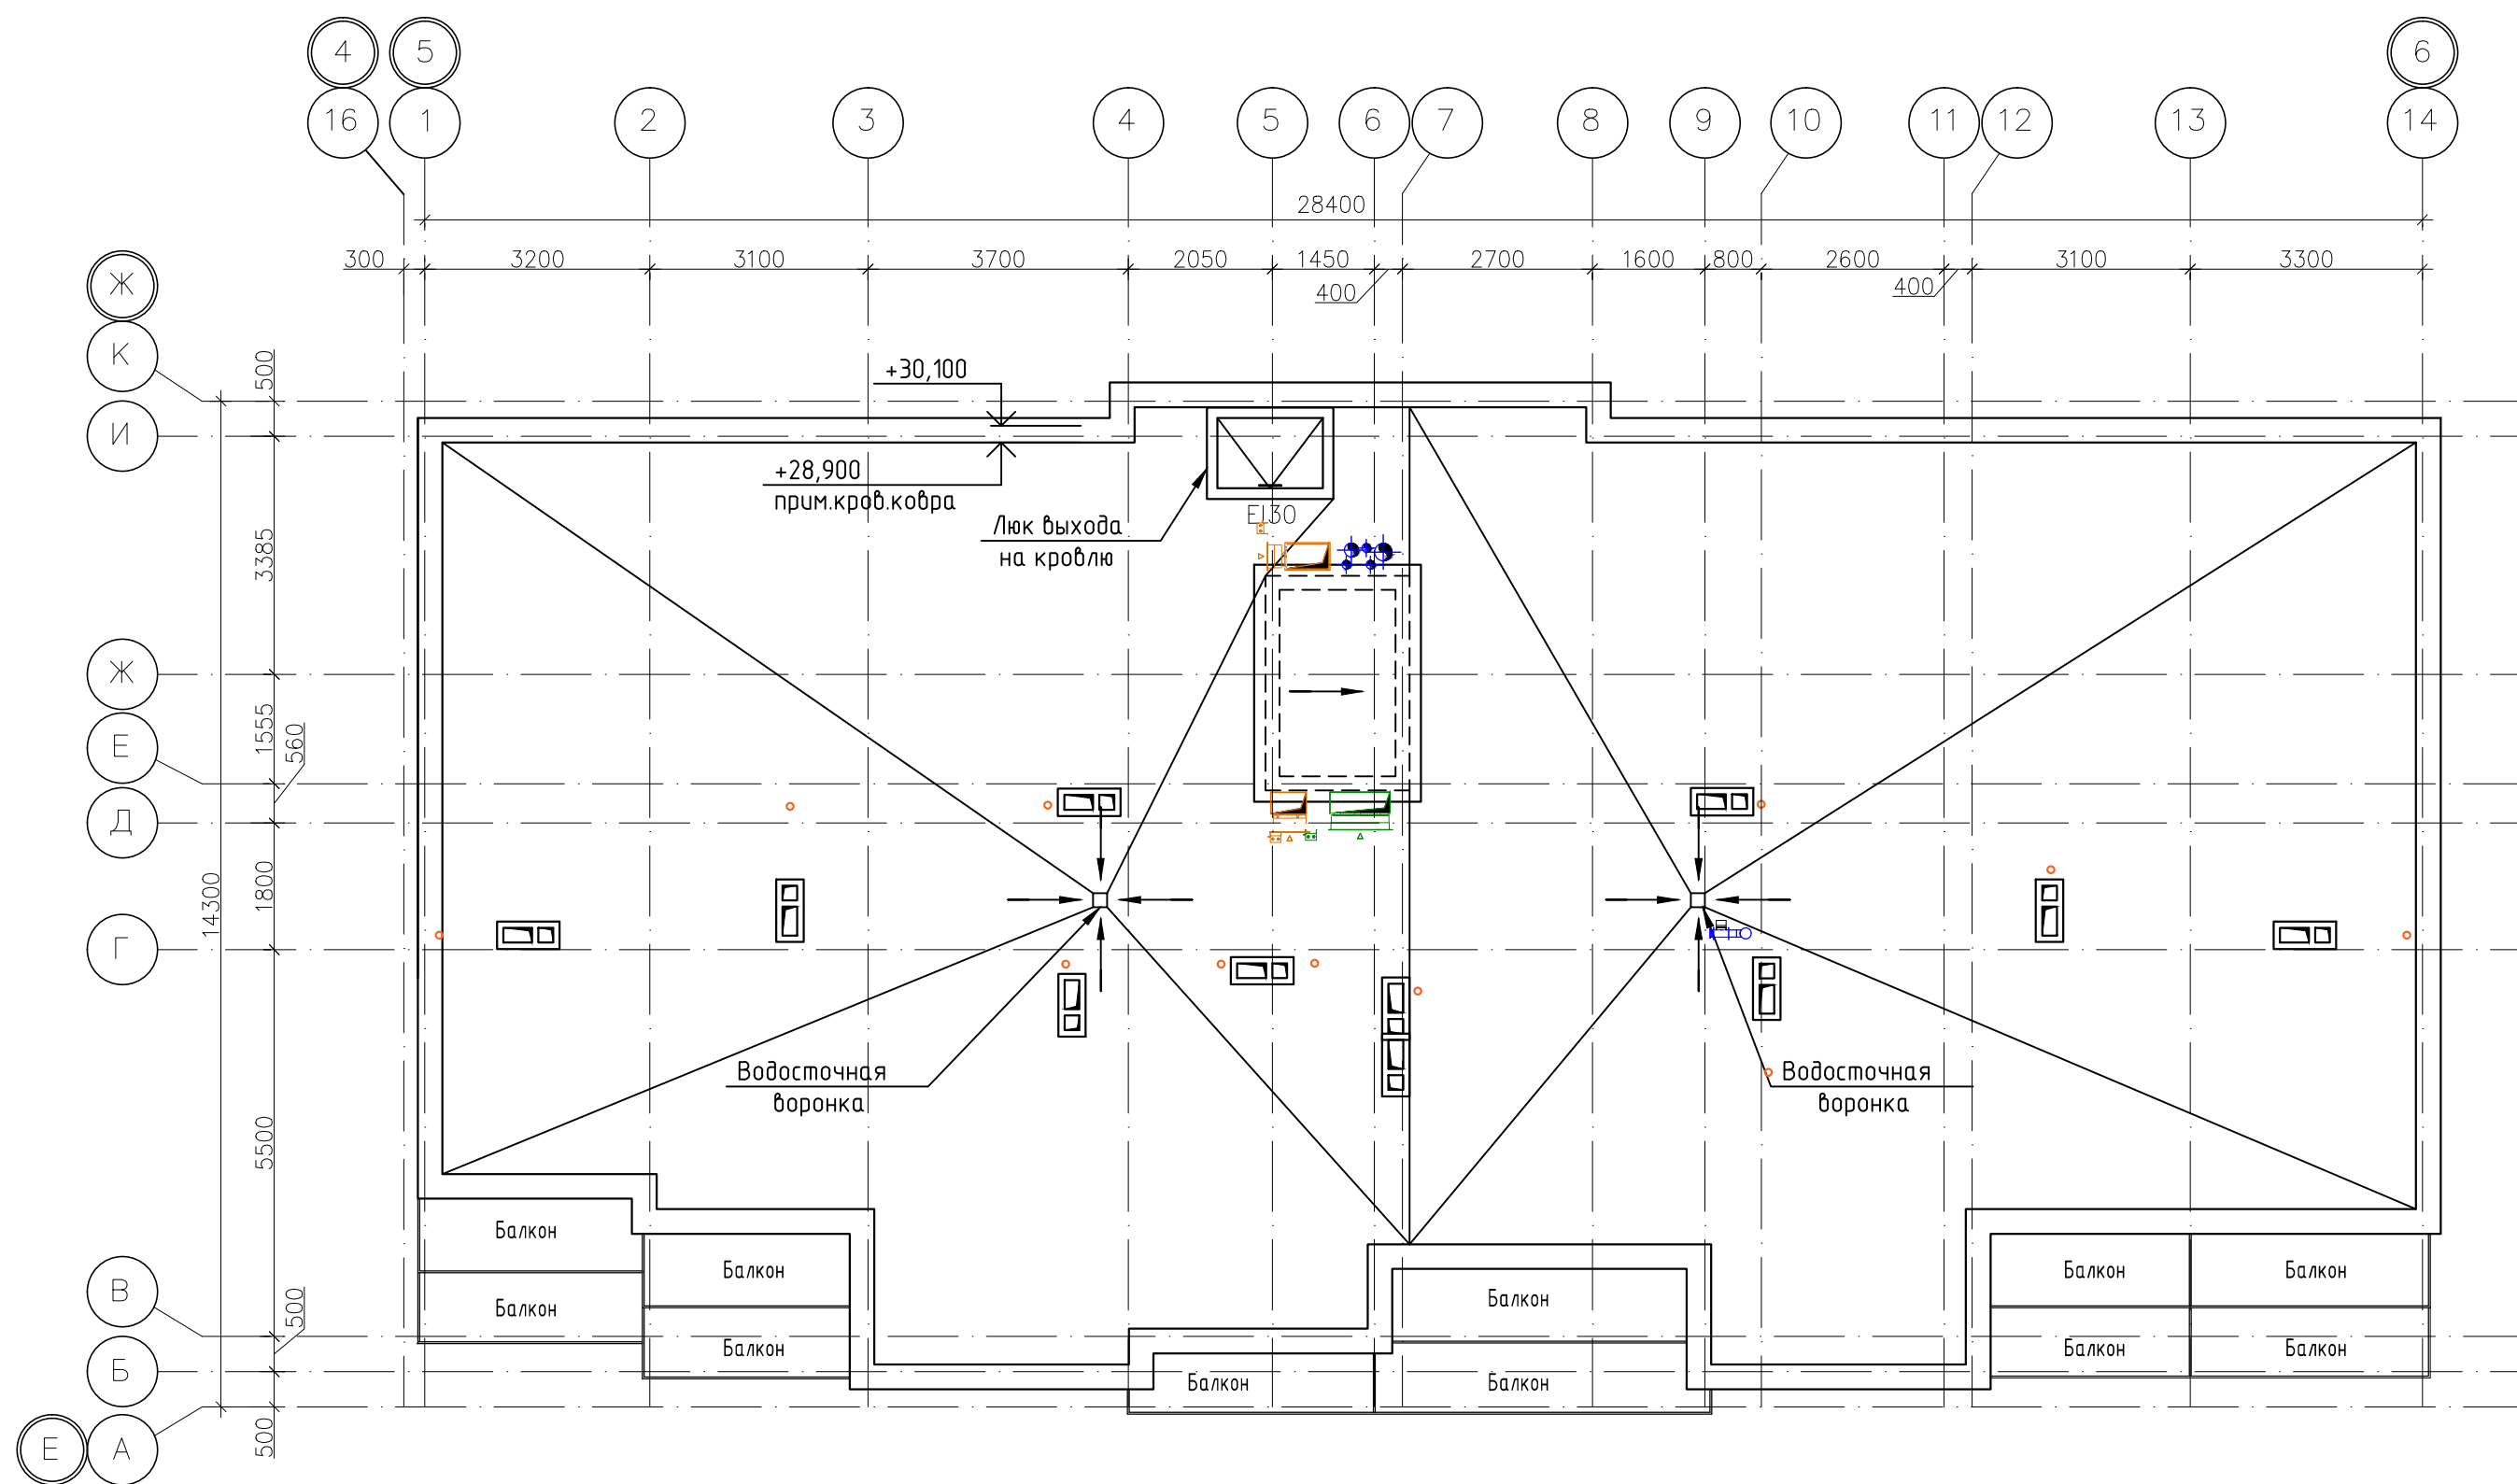 4 5 6
16 1 2 3 4 5 6 7 8 9 10 11 12 13 14
28400
300 3200 3100 3700 2050 1450 2700 1600 800 2600 3100 3300
400 400
Ж
К
И
Ж
Е
Д
Г
В
Б
Е А
500
3385
1555
560
1800
14300
5500
500
500
+30,100
+28,900
прим.кров.ковра
Люк выхода
на кровлю
EI30
Водосточная
воронка
Водосточная
воронка
Балкон
Балкон
Балкон
Балкон
Балкон
Балкон
Балкон
Балкон
Балкон
Балкон
Балкон